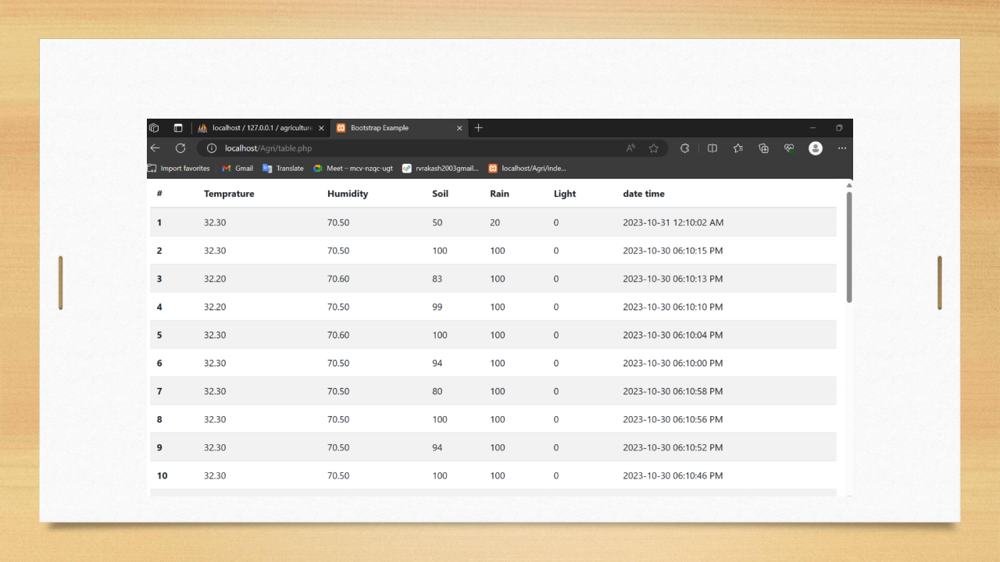 localhost / 127.0.0.1 / agriculture
Bootstrap Example
localhost/Agri/table.php
Import favorites Gmail Translate Meet – mcv-nzqc-ugt rvrakash2003gmail... localhost/Agri/inde...
# Temprature Humidity Soil Rain Light date time
1 32.30 70.50 50 20 0 2023-10-31 12:10:02 AM
2 32.30 70.50 100 100 0 2023-10-30 06:10:15 PM
3 32.20 70.60 83 100 0 2023-10-30 06:10:13 PM
4 32.20 70.50 99 100 0 2023-10-30 06:10:10 PM
5 32.30 70.60 100 100 0 2023-10-30 06:10:04 PM
6 32.30 70.50 94 100 0 2023-10-30 06:10:00 PM
7 32.30 70.50 80 100 0 2023-10-30 06:10:58 PM
8 32.30 70.50 100 100 0 2023-10-30 06:10:56 PM
9 32.30 70.50 94 100 0 2023-10-30 06:10:52 PM
10 32.30 70.50 100 100 0 2023-10-30 06:10:46 PM